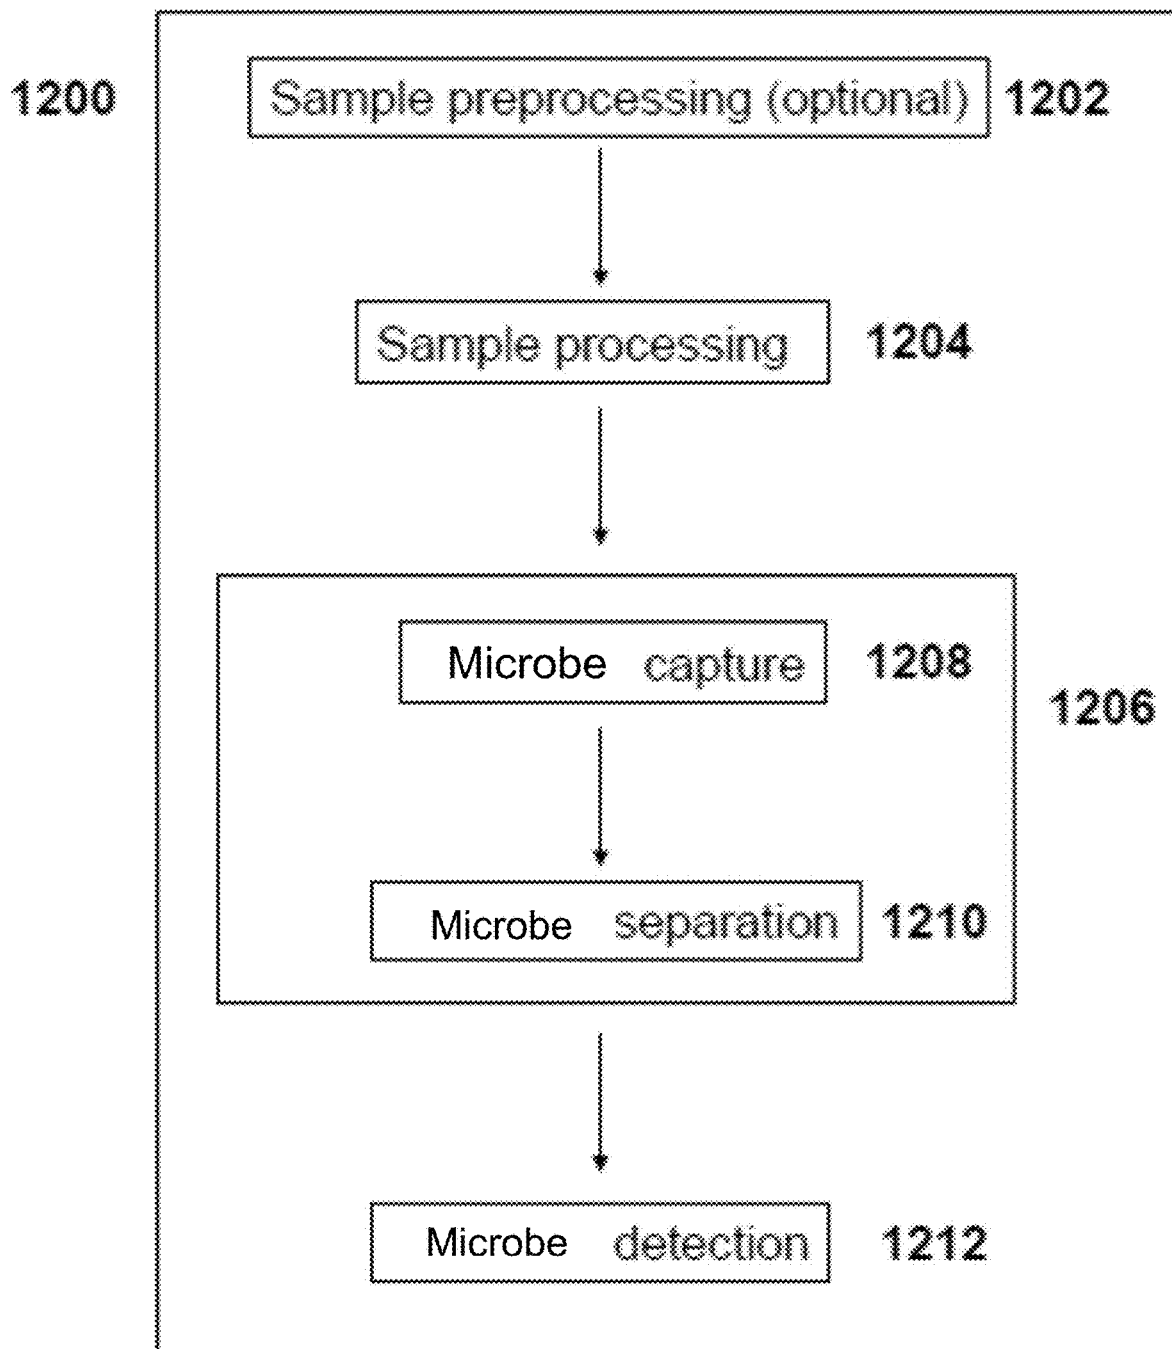 1200
Sample preprocessing (optional) 1202
Sample processing 1204
Microbe capture 1208
1206
Microbe separation 1210
Microbe detection 1212